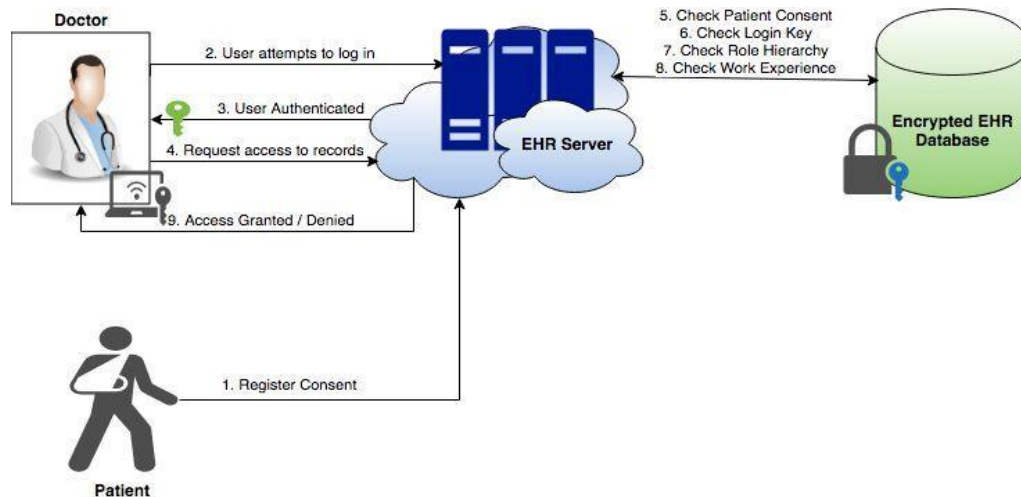 Doctor
5. Check Patient Consent
6. Check Login Key
7. Check Role Hierarchy
8. Check Work Experience
2. User attempts to log in
3. User Authenticated
4. Request access to records
EHR Server
Encrypted EHR
Database
9. Access Granted / Denied
1. Register Consent
Patient